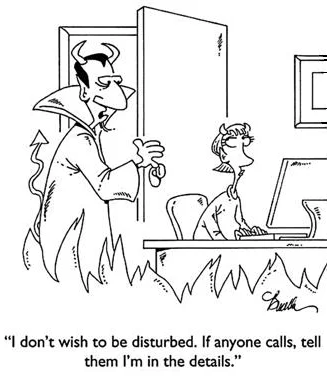 “I don’t wish to be disturbed. If anyone calls, tell
them I’m in the details.”